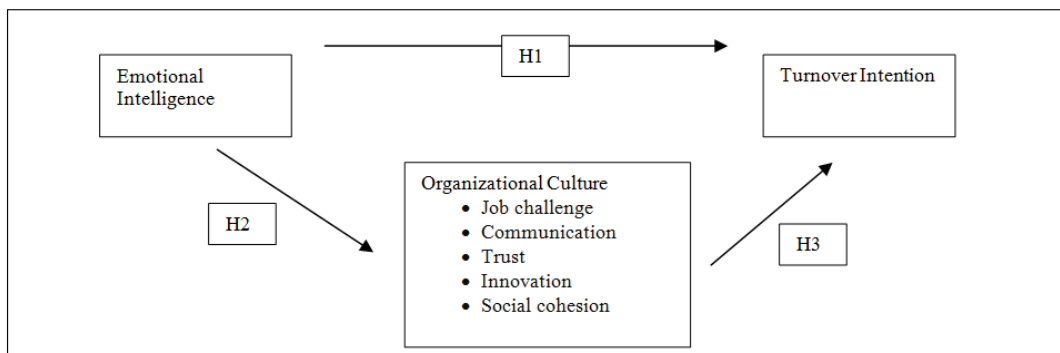 H1
Emotional
Intelligence
Turnover Intention
Organizational Culture
• Job challenge
• Communication
• Trust
• Innovation
• Social cohesion
H2
H3